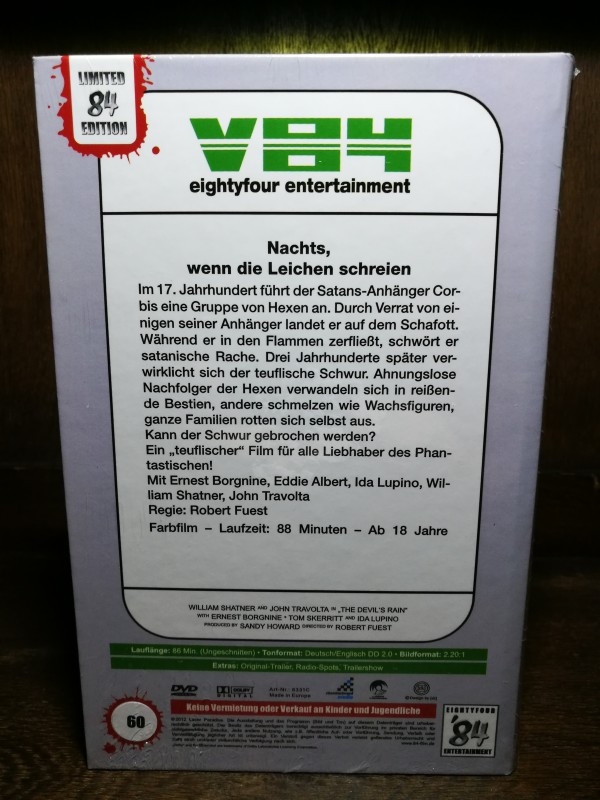 LIMITED
84
EDITION
V84
eightyfour entertainment
Nachts,
wenn die Leichen schreien
Im 17. Jahrhundert führt der Satans-Anhänger Cor-
bis eine Gruppe von Hexen an. Durch Verrat von ei-
nigen seiner Anhänger landet er auf dem Schafott.
Während er in den Flammen zerfließt, schwört er
satanische Rache. Drei Jahrhunderte später ver-
wirklicht sich der teuflische Schwur. Ahnungslose
Nachfolger der Hexen verwandeln sich in reißen-
de Bestien, andere schmelzen wie Wachsfiguren,
ganze Familien rotten sich selbst aus.
Kann der Schwur gebrochen werden?
Ein „teuflischer" Film für alle Liebhaber des Phan-
tastischen!
Mit Ernest Borgnine, Eddie Albert, Ida Lupino, Wil-
liam Shatner, John Travolta
Regie: Robert Fuest
Farbfilm – Laufzeit: 88 Minuten – Ab 18 Jahre
WILLIAM SHATNER AND JOHN TRAVOLTA IN „THE DEVIL'S RAIN"
WITH ERNEST BORGNINE • TOM SKERRITT AND IDA LUPINO
PRODUCED BY SANDY HOWARD DIRECTED BY ROBERT FUEST
Lauflänge: 86 Min. (Ungeschnitten) • Tonformat: Deutsch/Englisch DD 2.0 • Bildformat: 2.20:1
Extras: Original-Trailer, Radio-Spots, Trailershow
DVD
DOLBY DIGITAL
Made in Europe
Keine Vermietung oder Verkauf an Kinder und Jugendliche
60
EIGHTYFOUR
'84
ENTERTAINMENT